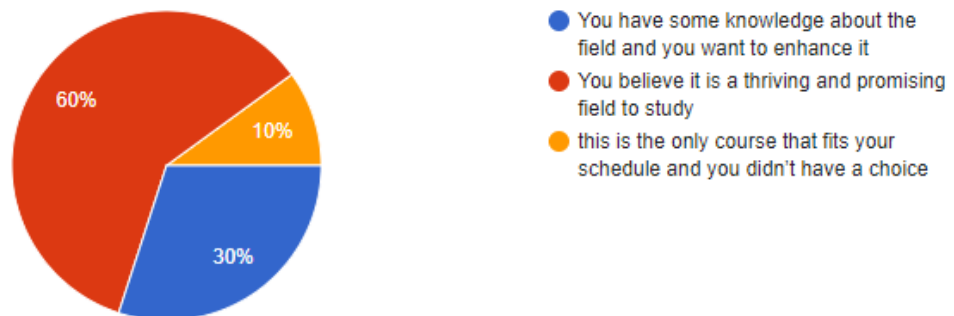 60%
10%
30%
You have some knowledge about the
field and you want to enhance it
You believe it is a thriving and promising
field to study
this is the only course that fits your
schedule and you didn't have a choice